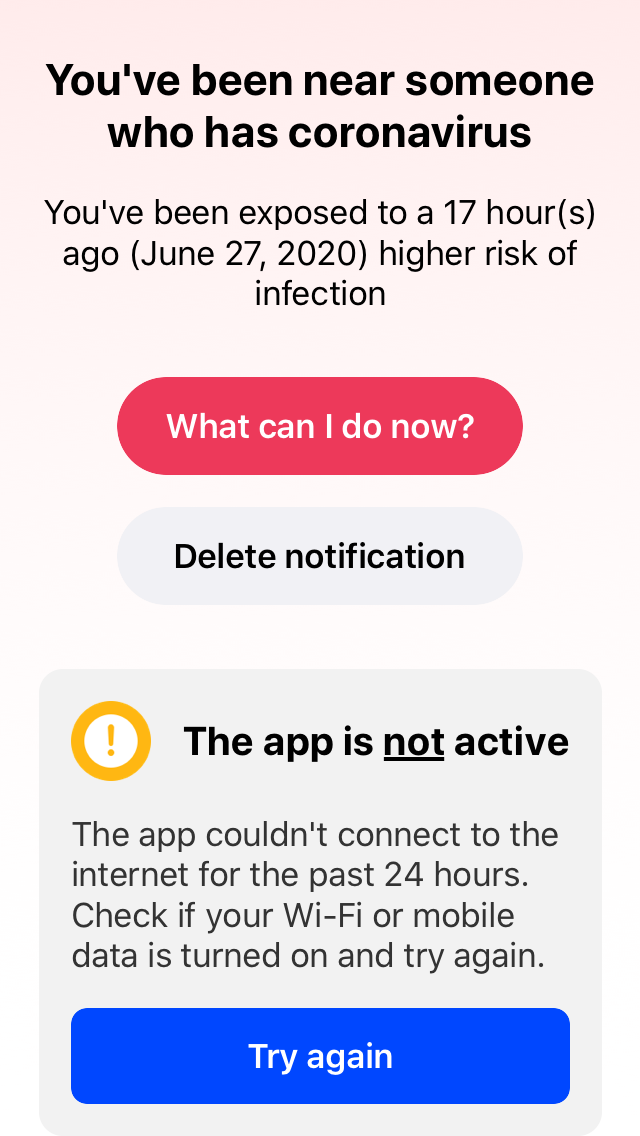 You've been near someone
who has coronavirus
You've been exposed to a 17 hour(s)
ago (June 27, 2020) higher risk of
infection
What can I do now?
Delete notification
The app is not active
The app couldn't connect to the
internet for the past 24 hours.
Check if your Wi-Fi or mobile
data is turned on and try again.
Try again